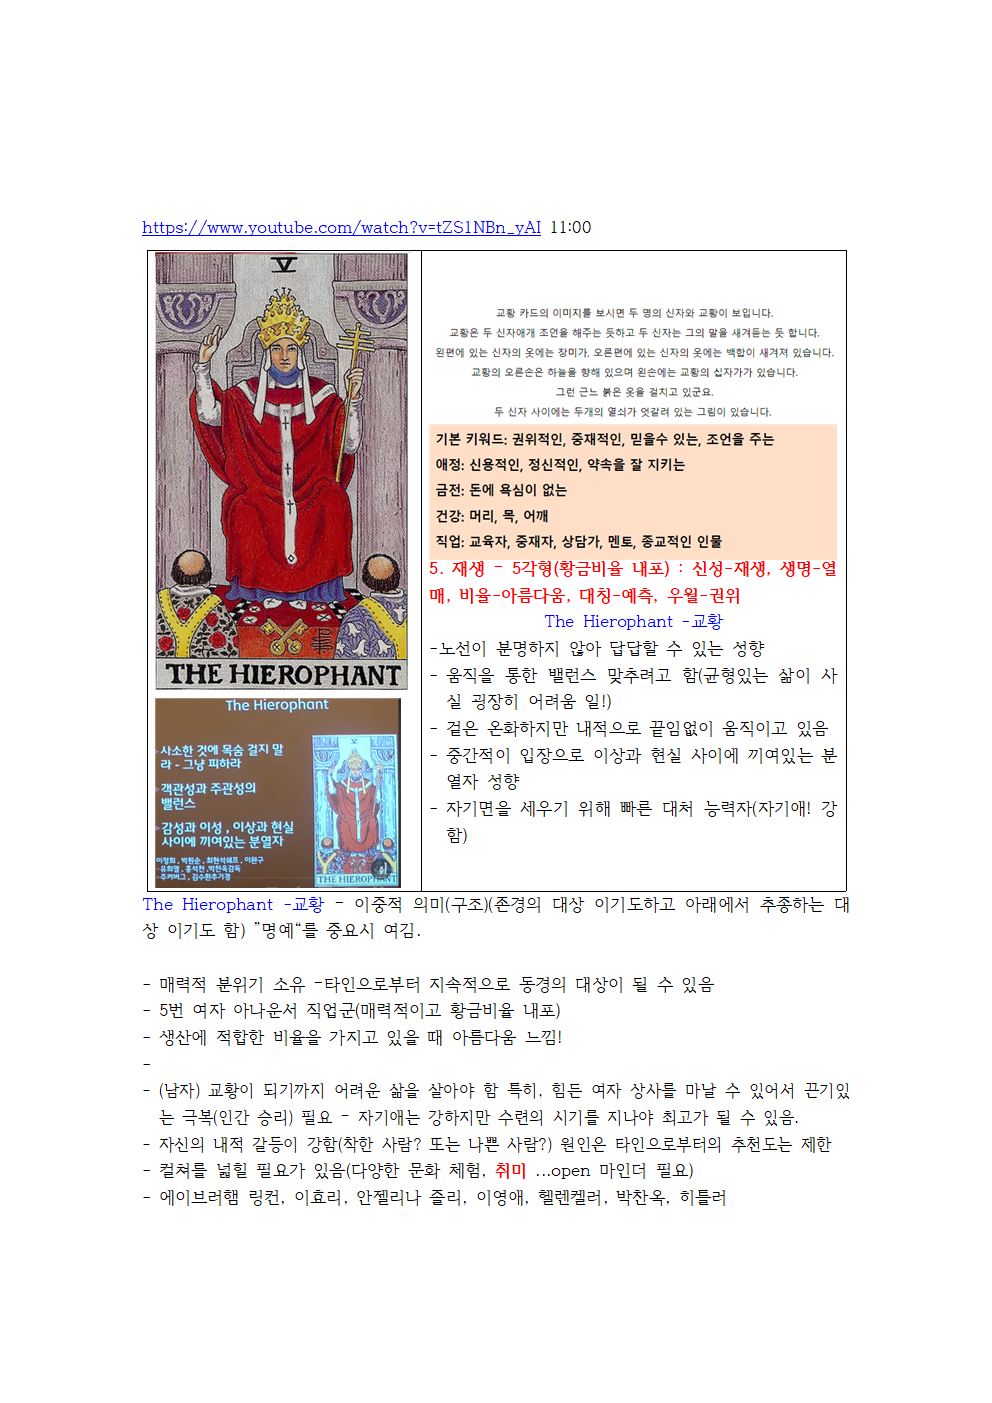 https://www.youtube.com/watch?v=tZS1NBn_yAI 11:00
V
THE HIEROPHANT
The Hierophant
사소한 것에 목숨 걸지 말
라 - 그냥 피하라
객관성과 주관성의
밸런스
감성과 이성 , 이상과 현실
사이에 끼여있는 분열자
이정희 , 박원순 , 최현석쉐프 , 이완구
유희열 , 홍석천 , 박찬욱감독
주커버그 , 김수환추기경
V
THE HIEROPHANT
교황 카드의 이미지를 보시면 두 명의 신자와 교황이 보입니다.
교황은 두 신자애개 조언을 해주는 듯하고 두 신자는 그의 말을 새겨듣는 듯 합니다.
왼편에 있는 신자의 옷에는 장미가, 오른편에 있는 신자의 옷에는 백합이 새겨져 있습니다.
교황의 오른손은 하늘을 향해 있으며 왼손에는 교황의 십자가가 있습니다.
그런 근느 붉은 옷을 걸치고 있군요.
두 신자 사이에는 두개의 열쇠가 엇갈려 있는 그림이 있습니다.
기본 키워드: 권위적인, 중재적인, 믿을수 있는, 조언을 주는
애정: 신용적인, 정신적인, 약속을 잘 지키는
금전: 돈에 욕심이 없는
건강: 머리, 목, 어깨
직업: 교육자, 중재자, 상담가, 멘토, 종교적인 인물
5. 재생 - 5각형(황금비율 내포) : 신성-재생, 생명-열
매, 비율-아름다움, 대칭-예측, 우월-권위
The Hierophant -교황
-노선이 분명하지 않아 답답할 수 있는 성향
- 움직을 통한 밸런스 맞추려고 함(균형있는 삶이 사
실 굉장히 어려움 일!)
- 겉은 온화하지만 내적으로 끝임없이 움직이고 있음
- 중간적이 입장으로 이상과 현실 사이에 끼여있는 분
열자 성향
- 자기면을 세우기 위해 빠른 대처 능력자(자기애! 강
함)
The Hierophant -교황 - 이중적 의미(구조)(존경의 대상 이기도하고 아래에서 추종하는 대
상 이기도 함) ”명예“를 중요시 여김.
- 매력적 분위기 소유 -타인으로부터 지속적으로 동경의 대상이 될 수 있음
- 5번 여자 아나운서 직업군(매력적이고 황금비율 내포)
- 생산에 적합한 비율을 가지고 있을 때 아름다움 느낌!
-
- (남자) 교황이 되기까지 어려운 삶을 살아야 함 특히, 힘든 여자 상사를 마날 수 있어서 끈기있
는 극복(인간 승리) 필요 - 자기애는 강하지만 수련의 시기를 지나야 최고가 될 수 있음.
- 자신의 내적 갈등이 강함(착한 사람? 또는 나쁜 사람?) 원인은 타인으로부터의 추천도는 제한
- 컬쳐를 넓힐 필요가 있음(다양한 문화 체험, 취미 ...open 마인더 필요)
- 에이브러햄 링컨, 이효리, 안젤리나 졸리, 이영애, 헬렌켈러, 박찬옥, 히틀러